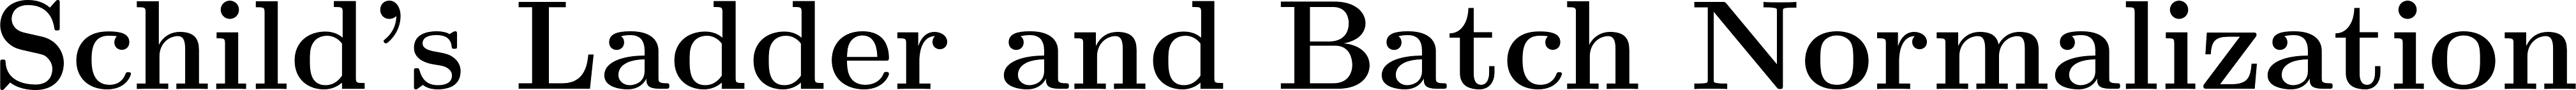 Schild’s Ladder and Batch Normalization